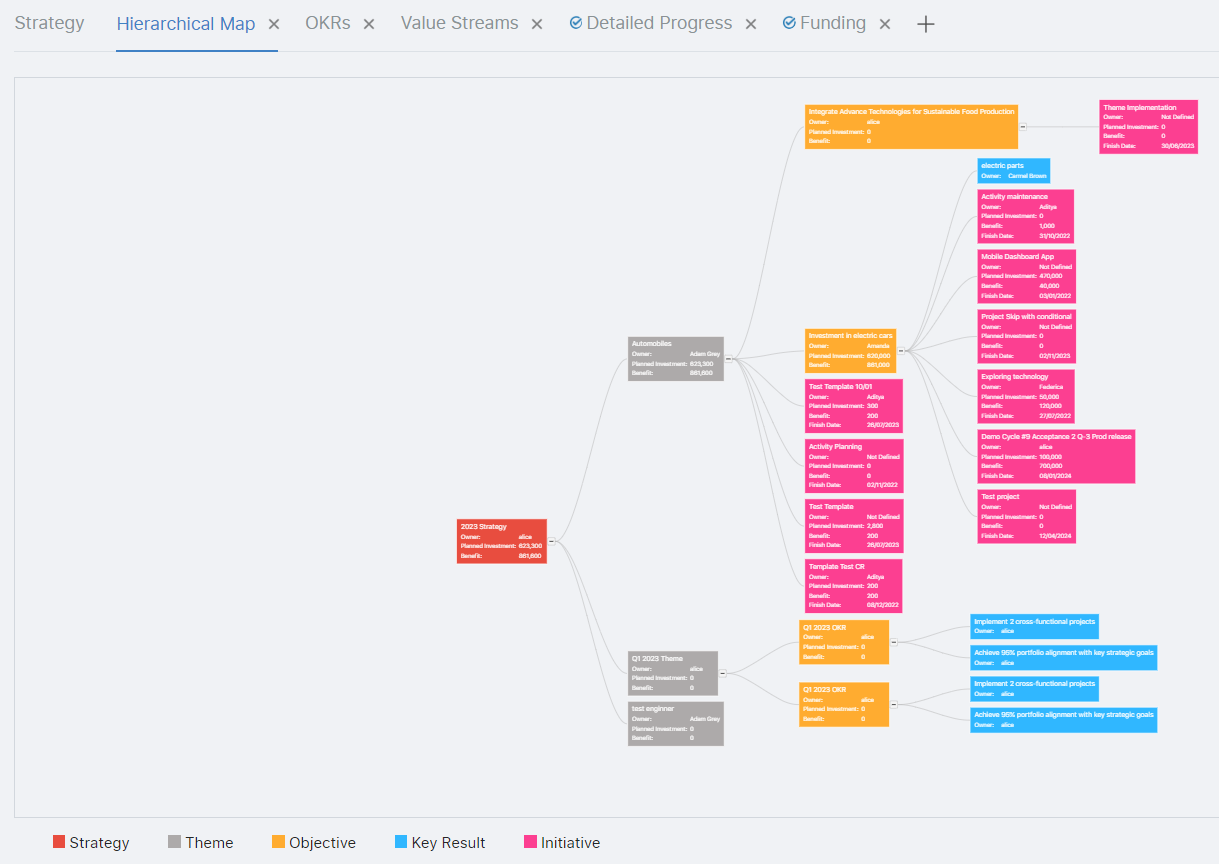 Strategy
Hierarchical Map
OKRs
Value Streams
Detailed Progress
Funding
2023 Strategy
Owner: alice
Planned Investment: 623,300
Benefit: 861,600
Automobiles
Owner: Adam Grey
Planned Investment: 623,300
Benefit: 861,600
Q1 2023 Theme
Owner: alice
Planned Investment: 0
Benefit: 0
test enginner
Owner: Adam Grey
Planned Investment: 0
Benefit: 0
Integrate Advance Technologies for Sustainable Food Production
Owner: alice
Planned Investment: 0
Benefit: 0
Investment in electric cars
Owner: Amanda
Planned Investment: 620,000
Benefit: 861,000
Test Template 10/01
Owner: Aditya
Planned Investment: 300
Benefit: 200
Finish Date: 26/07/2023
Activity Planning
Owner: Not Defined
Planned Investment: 0
Benefit: 0
Finish Date: 02/11/2022
Test Template
Owner: Not Defined
Planned Investment: 2,800
Benefit: 200
Finish Date: 26/07/2023
Template Test CR
Owner: Aditya
Planned Investment: 200
Benefit: 200
Finish Date: 08/12/2022
Q1 2023 OKR
Owner: alice
Planned Investment: 0
Benefit: 0
Q1 2023 OKR
Owner: alice
Planned Investment: 0
Benefit: 0
Theme Implementation
Owner: Not Defined
Planned Investment: 0
Benefit: 0
Finish Date: 30/06/2023
electric parts
Owner: Carmel Brown
Activity maintenance
Owner: Aditya
Planned Investment: 0
Benefit: 1,000
Finish Date: 31/10/2022
Mobile Dashboard App
Owner: Not Defined
Planned Investment: 470,000
Benefit: 40,000
Finish Date: 03/01/2022
Project Skip with conditional
Owner: Not Defined
Planned Investment: 0
Benefit: 0
Finish Date: 02/11/2023
Exploring technology
Owner: Federica
Planned Investment: 50,000
Benefit: 120,000
Finish Date: 27/07/2022
Demo Cycle #9 Acceptance 2 Q-3 Prod release
Owner: alice
Planned Investment: 100,000
Benefit: 700,000
Finish Date: 08/01/2024
Test project
Owner: Not Defined
Planned Investment: 0
Benefit: 0
Finish Date: 12/04/2024
Implement 2 cross-functional projects
Owner: alice
Achieve 95% portfolio alignment with key strategic goals
Owner: alice
Implement 2 cross-functional projects
Owner: alice
Achieve 95% portfolio alignment with key strategic goals
Owner: alice
Strategy
Theme
Objective
Key Result
Initiative